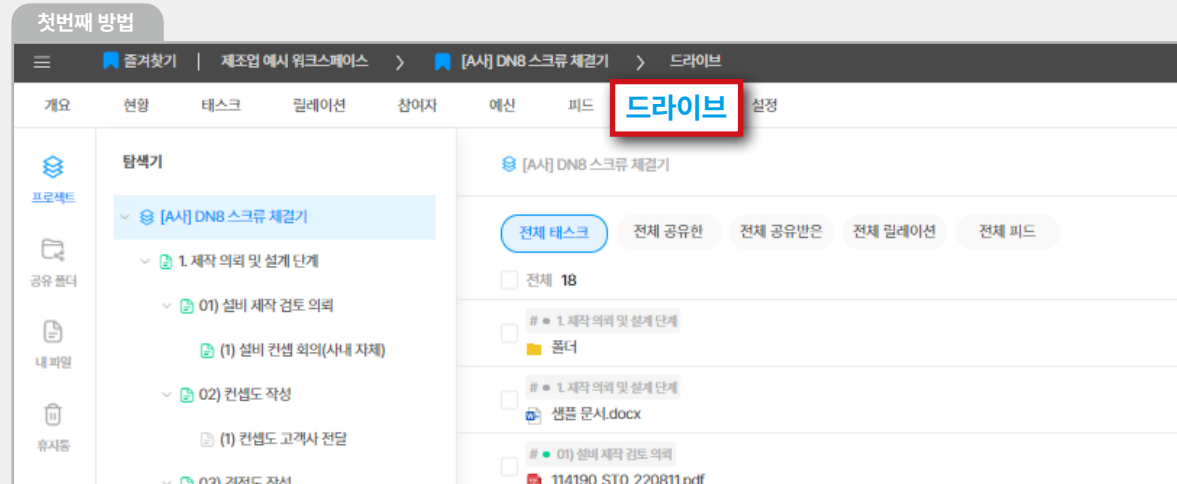 첫번째 방법
즐겨찾기 | 제조업 예시 워크스페이스 > [A사] DN8 스크류 체결기 > 드라이브
개요 현황 태스크 릴레이션 참여자 예산 피드 드라이브 설정
프로젝트
공유 폴더
내 파일
휴지통
탐색기
[A사] DN8 스크류 체결기
1. 제작 의뢰 및 설계 단계
01) 설비 제작 검토 의뢰
(1) 설비 컨셉 회의(사내 자체)
02) 컨셉도 작성
(1) 컨셉도 고객사 전달
[A사] DN8 스크류 체결기
전체 태스크 전체 공유한 전체 공유받은 전체 릴레이션 전체 피드
전체 18
# 1. 제작 의뢰 및 설계 단계
폴더
# 1. 제작 의뢰 및 설계 단계
샘플 문서.docx
# 01) 설비 제작 검토 의뢰
114190_ST0_220811.pdf